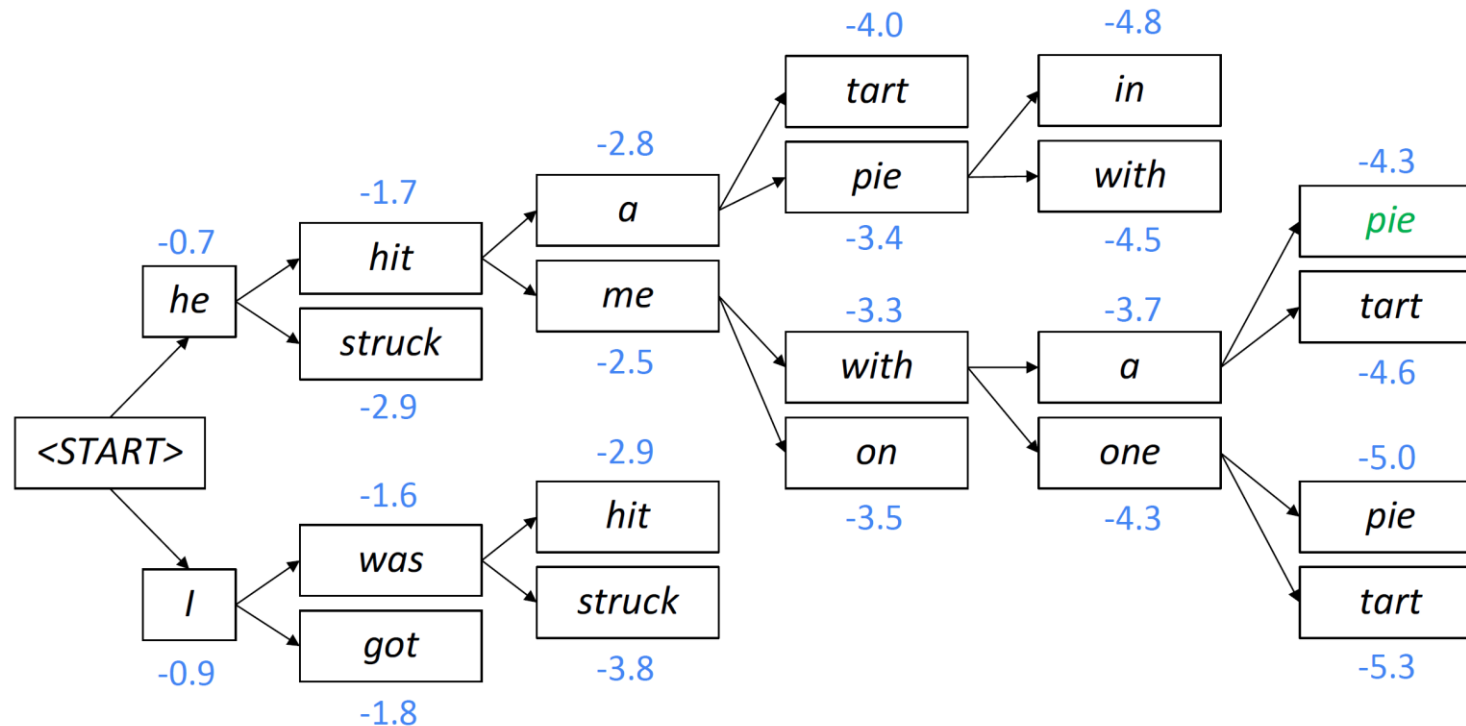 -4.0
-4.8
tart
in
-2.8
-4.3
pie
with
-1.7
a
pie
-0.7
hit
-3.4
-4.5
he
me
-3.3
-3.7
tart
struck
-2.5
with
a
-4.6
-2.9
<START>
-2.9
on
one
-5.0
-1.6
hit
-3.5
-4.3
pie
was
I
struck
tart
got
-0.9
-3.8
-5.3
-1.8